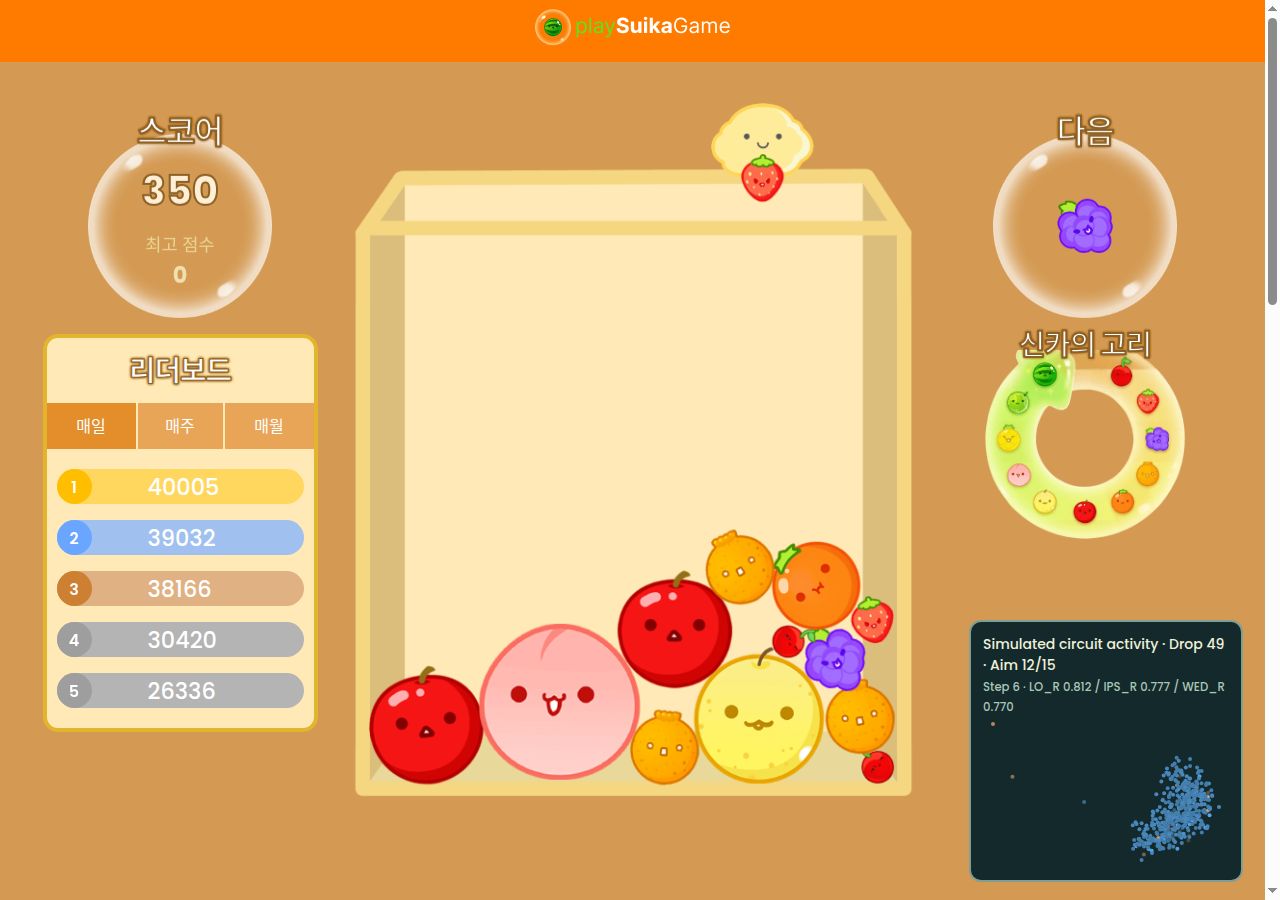 playSuikaGame
스코어
350
최고 점수
0
다음
신카의 고리
리더보드
매일
매주
매월
1 40005
2 39032
3 38166
4 30420
5 26336
Simulated circuit activity · Drop 49
· Aim 12/15
Step 6 · LO_R 0.812 / IPS_R 0.777 / WED_R
0.770